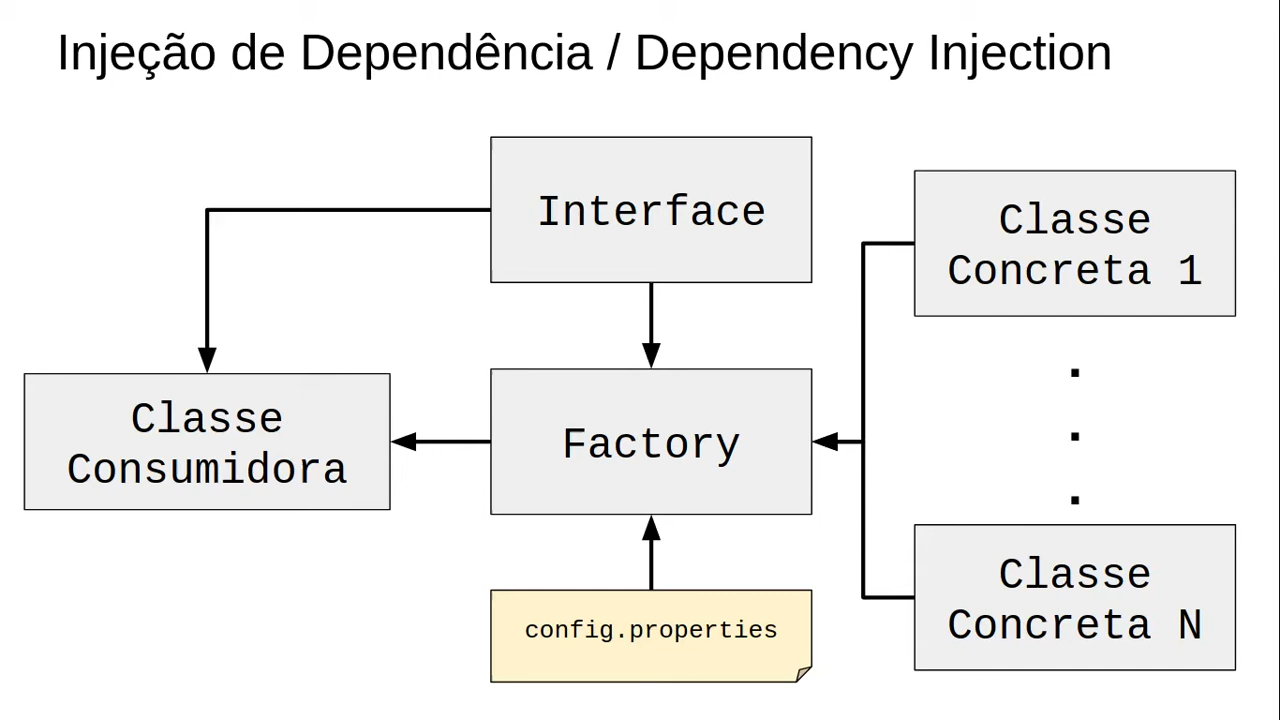 Injeção de Dependência / Dependency Injection
Interface
Classe
Concreta 1
.
.
.
Classe
Consumidora
Factory
Classe
Concreta N
config.properties